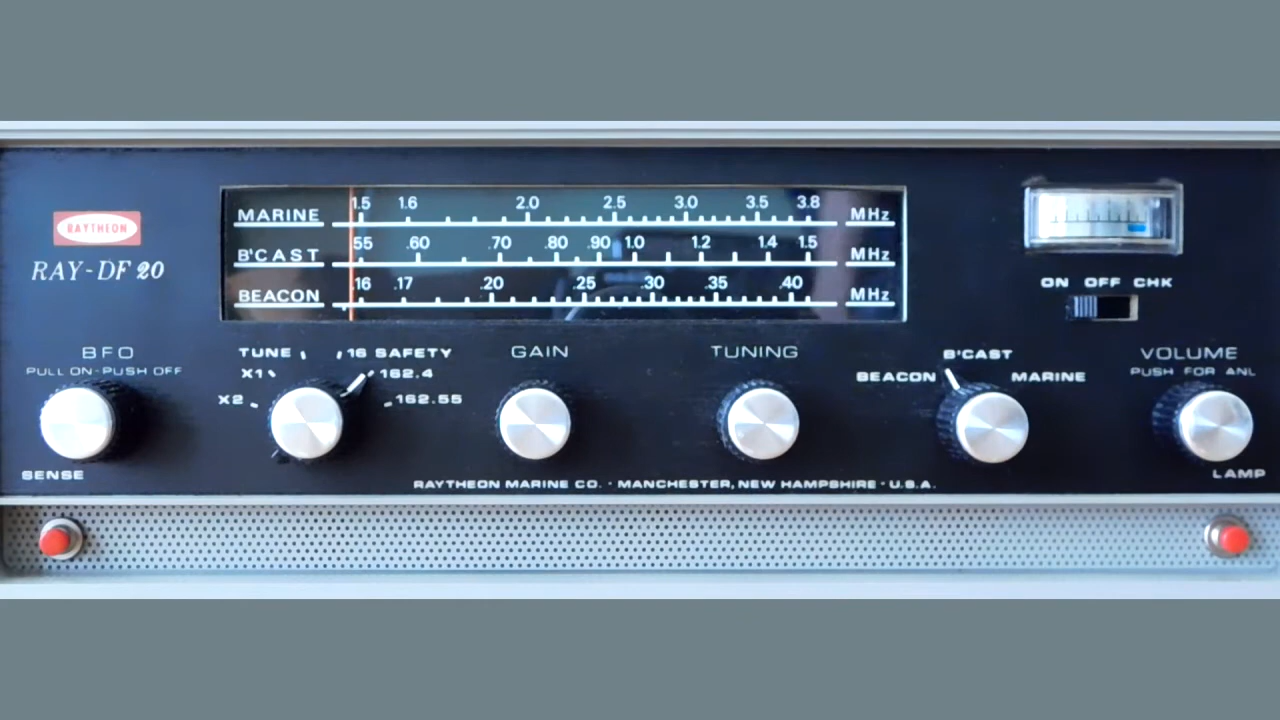 RAYTHEON
RAY-DF 20
MARINE 1.5 1.6 2.0 2.5 3.0 3.5 3.8 MHz
B'CAST 55 .60 .70 .80 .90 1.0 1.2 1.4 1.5 MHz
BEACON .16 .17 .20 .25 .30 .35 .40 MHz
ON OFF CHK
BFO
PULL ON-PUSH OFF
SENSE
TUNE 16 SAFETY
X1 162.4
X2 162.55
GAIN
TUNING
B'CAST
BEACON MARINE
VOLUME
PUSH FOR ANL
LAMP
RAYTHEON MARINE CO. · MANCHESTER, NEW HAMPSHIRE · U.S.A.